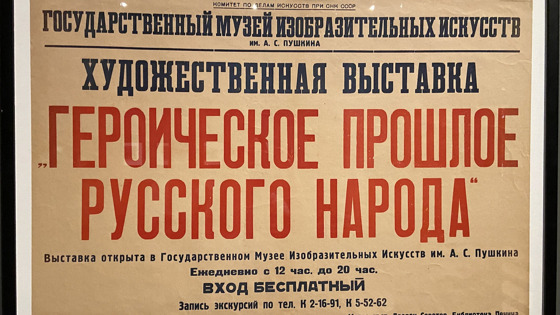 КОМИТЕТ ПО ДЕЛАМ ИСКУССТВ ПРИ СНК СССР
ГОСУДАРСТВЕННЫЙ МУЗЕЙ ИЗОБРАЗИТЕЛЬНЫХ ИСКУССТВ
ИМ. А. С. ПУШКИНА
ХУДОЖЕСТВЕННАЯ ВЫСТАВКА
„ГЕРОИЧЕСКОЕ ПРОШЛОЕ
РУССКОГО НАРОДА“
Выставка открыта в Государственном Музее Изобразительных Искусств им. А. С. Пушкина
Ежедневно с 12 час. до 20 час.
ВХОД БЕСПЛАТНЫЙ
Запись экскурсий по тел. К 2-16-91, К 5-52-62